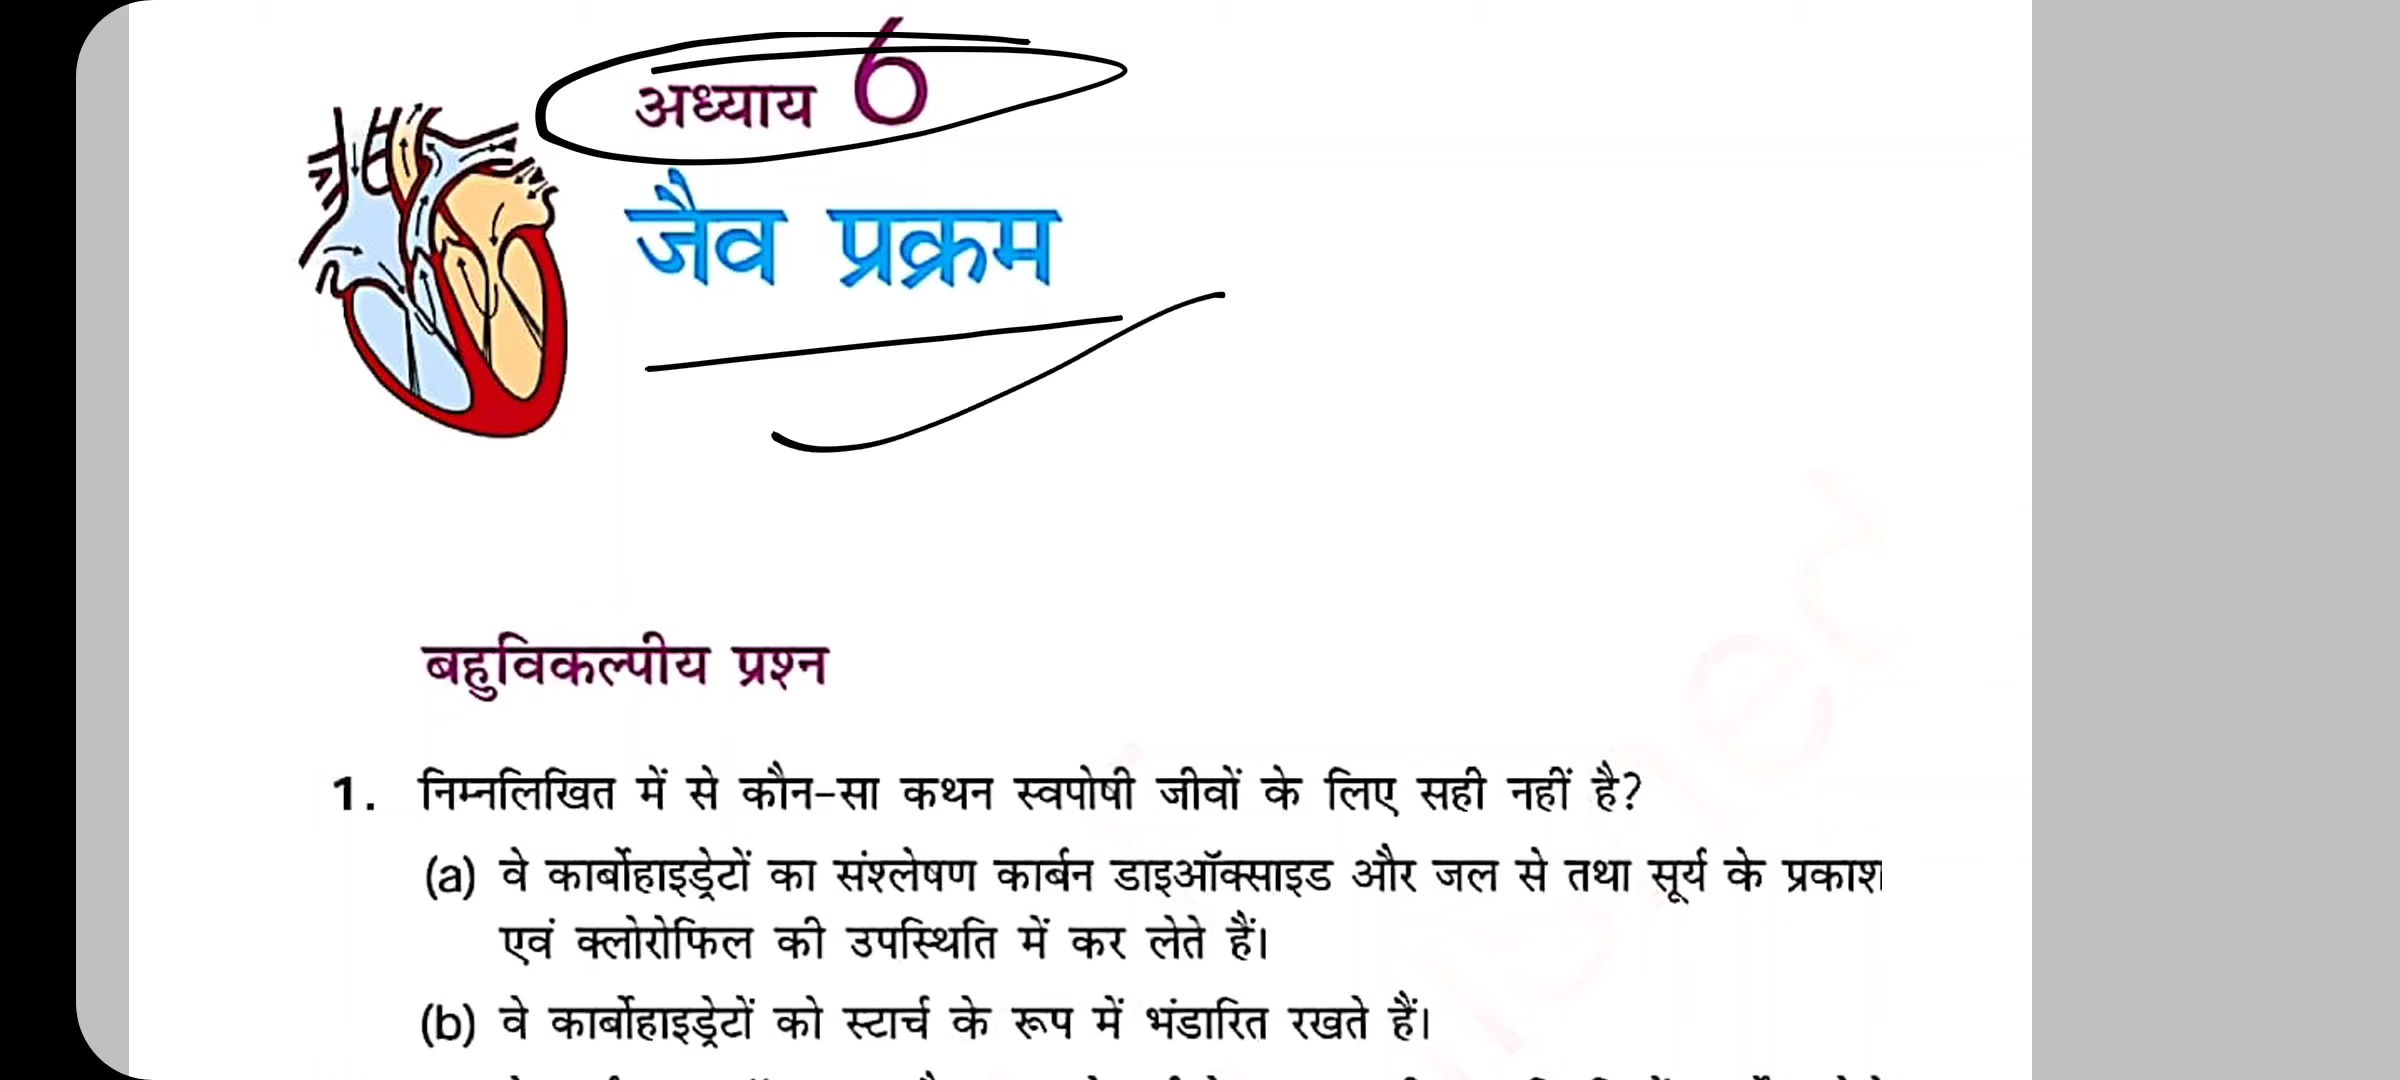 अध्याय 6
जैव प्रक्रम
बहुविकल्पीय प्रश्न
1. निम्नलिखित में से कौन-सा कथन स्वपोषी जीवों के लिए सही नहीं है?
(a) वे कार्बोहाइड्रेटों का संश्लेषण कार्बन डाइऑक्साइड और जल से तथा सूर्य के प्रकाश
एवं क्लोरोफिल की उपस्थिति में कर लेते हैं।
(b) वे कार्बोहाइड्रेटों को स्टार्च के रूप में भंडारित रखते हैं।